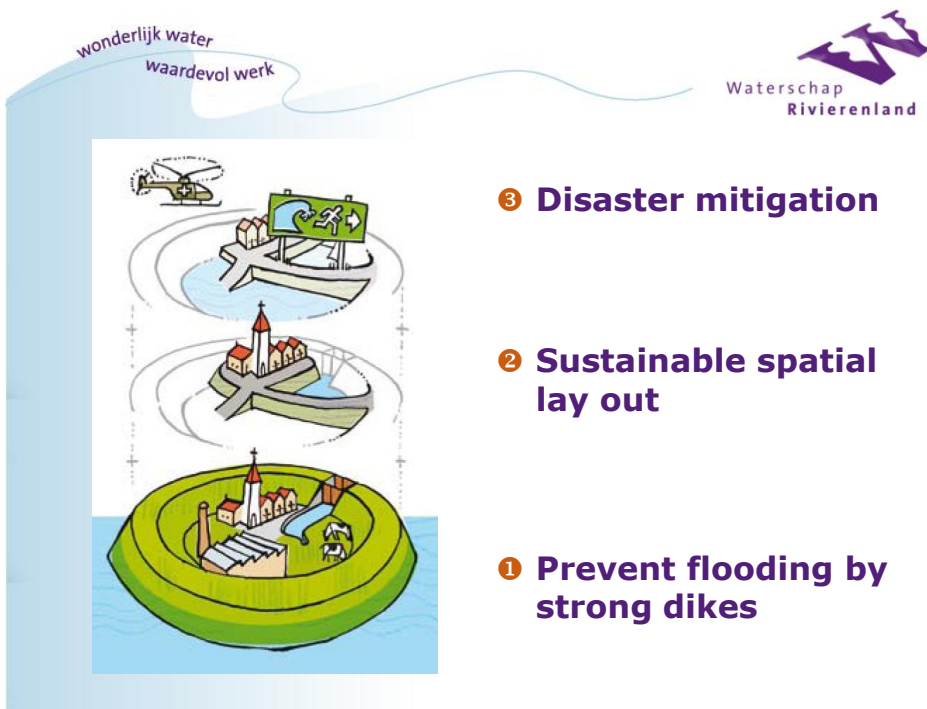 wonderlijk water
waardevol werk
Waterschap
Rivierenland
❸ Disaster mitigation
❷ Sustainable spatial
lay out
❶ Prevent flooding by
strong dikes